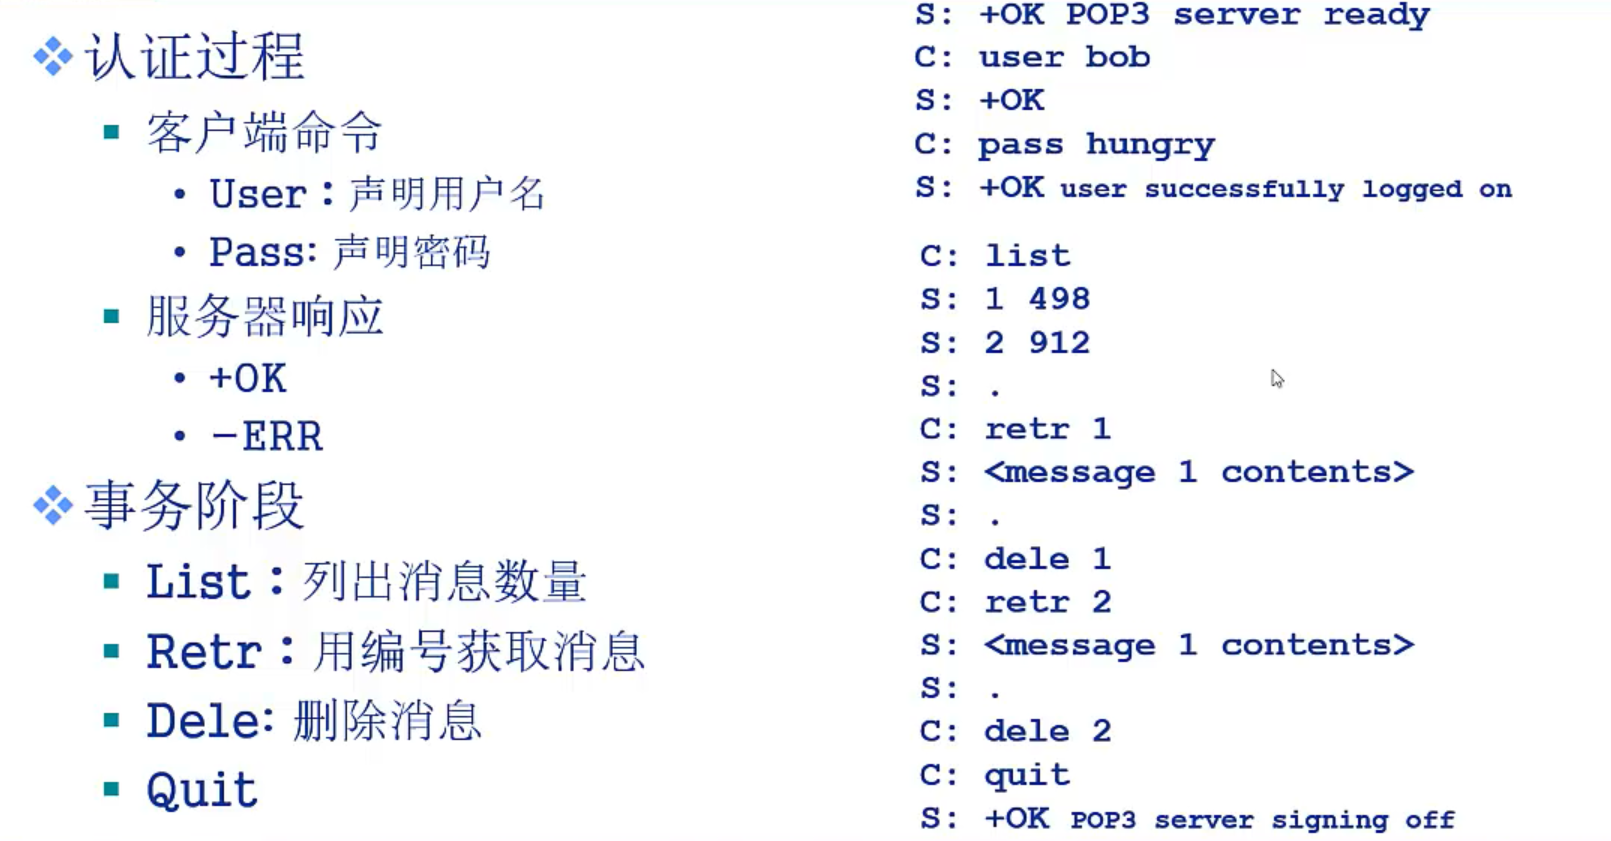 认证过程
客户端命令
User：声明用户名
Pass: 声明密码
服务器响应
+OK
–ERR
事务阶段
List：列出消息数量
Retr：用编号获取消息
Dele: 删除消息
Quit
S: +OK POP3 server ready
C: user bob
S: +OK
C: pass hungry
S: +OK user successfully logged on
C: list
S: 1 498
S: 2 912
S: .
C: retr 1
S: <message 1 contents>
S: .
C: dele 1
C: retr 2
S: <message 1 contents>
S: .
C: dele 2
C: quit
S: +OK POP3 server signing off